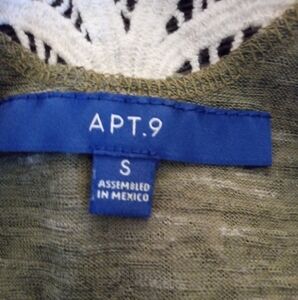 APT.9
S
ASSEMBLED
IN MEXICO